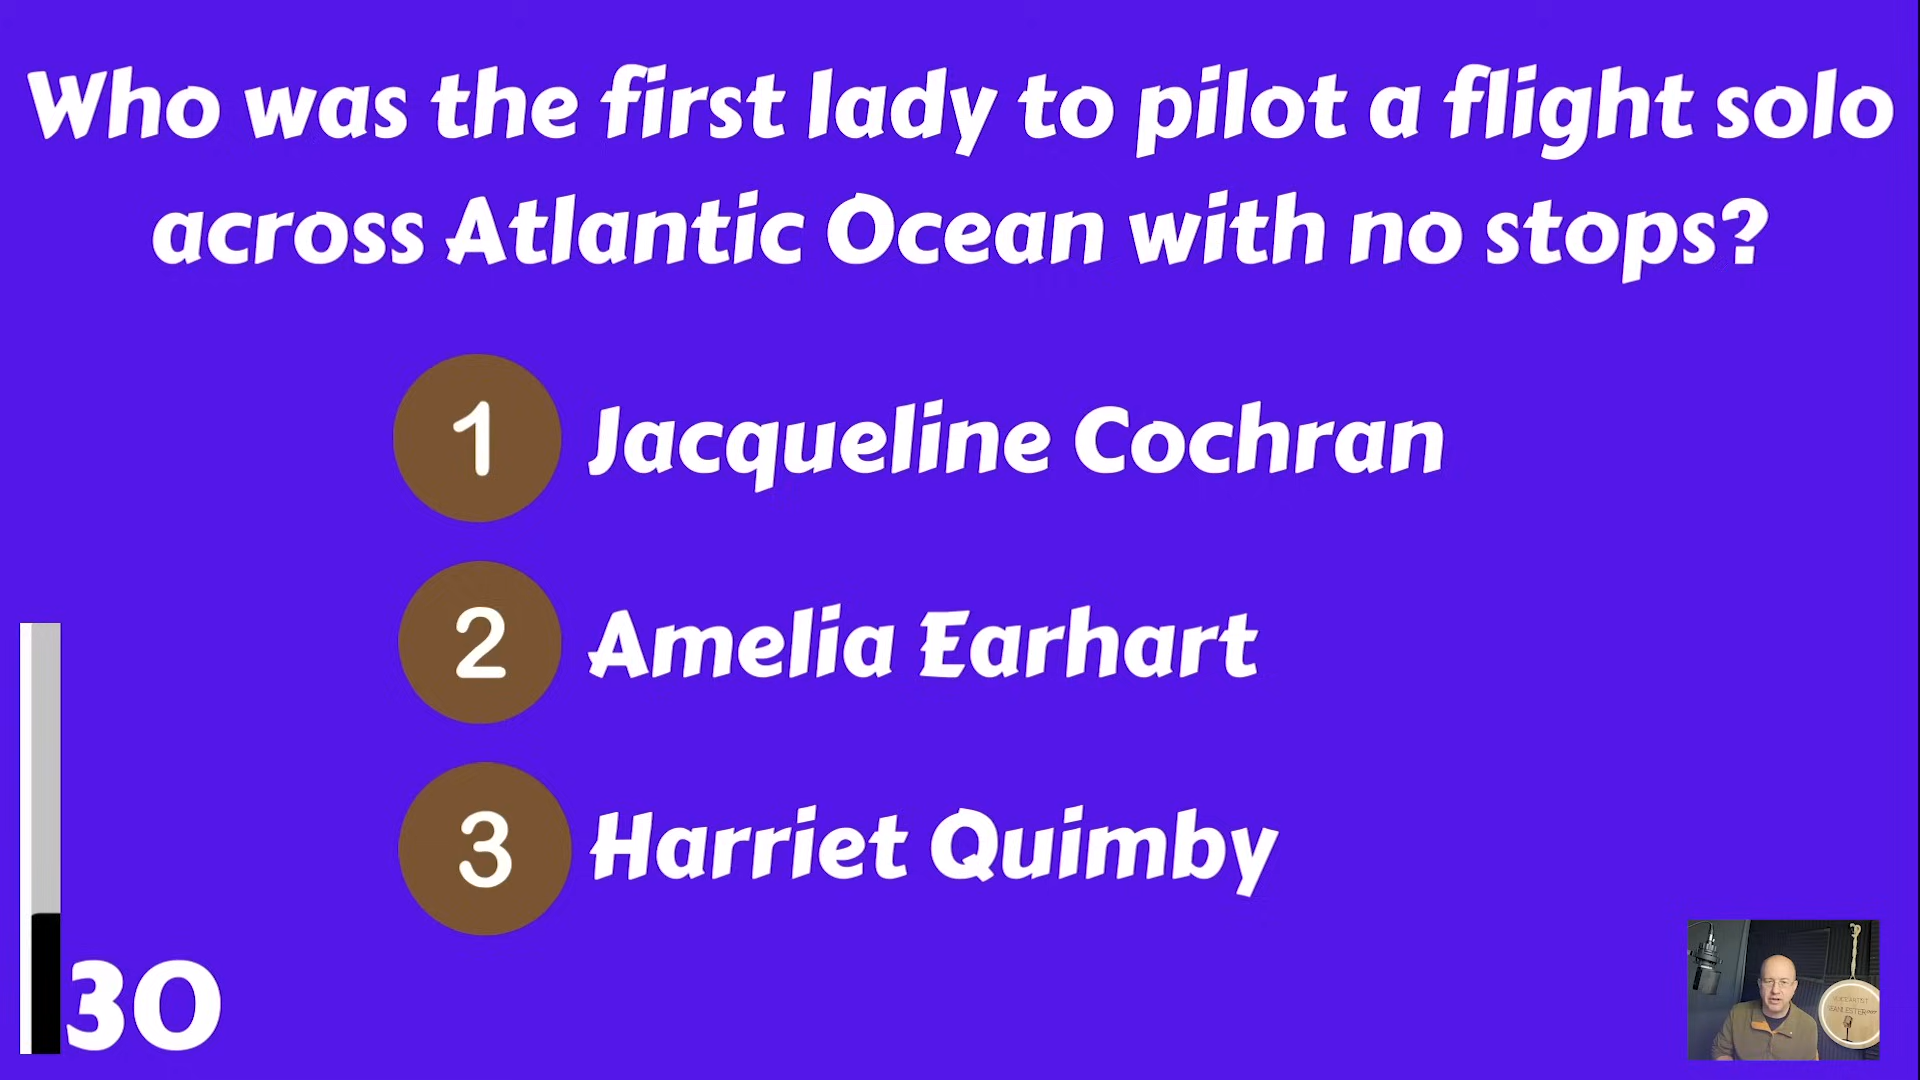 Who was the first lady to pilot a flight solo
across Atlantic Ocean with no stops?
1 Jacqueline Cochran
2 Amelia Earhart
3 Harriet Quimby
30